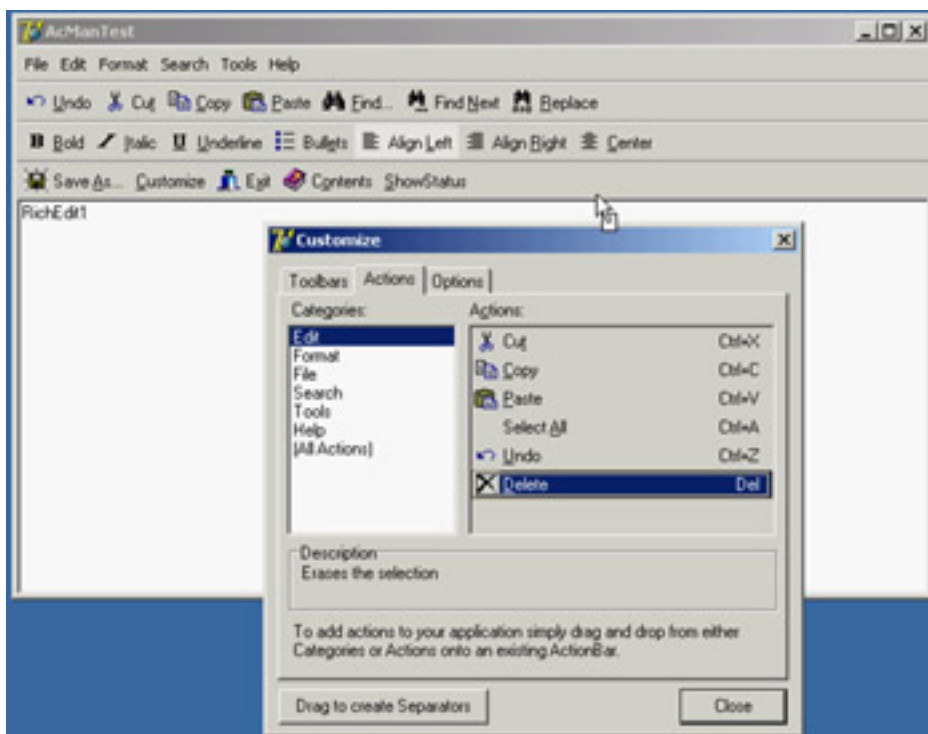 AcManTest
File Edit Format Search Tools Help
Undo Cut Copy Paste Find... Find Next Replace
B Bold I Italic U Underline Bullets Align Left Align Right Center
Save As... Customize Exit Contents ShowStatus
RichEdit1
Customize
Toolbars Actions Options
Categories: Actions:
Edit
Format
File
Search
Tools
Help
(All Actions)
Cut Ctrl+X
Copy Ctrl+C
Paste Ctrl+V
Select All Ctrl+A
Undo Ctrl+Z
Delete Del
Description
Erases the selection
To add actions to your application simply drag and drop from either
Categories or Actions onto an existing ActionBar.
Drag to create Separators Close